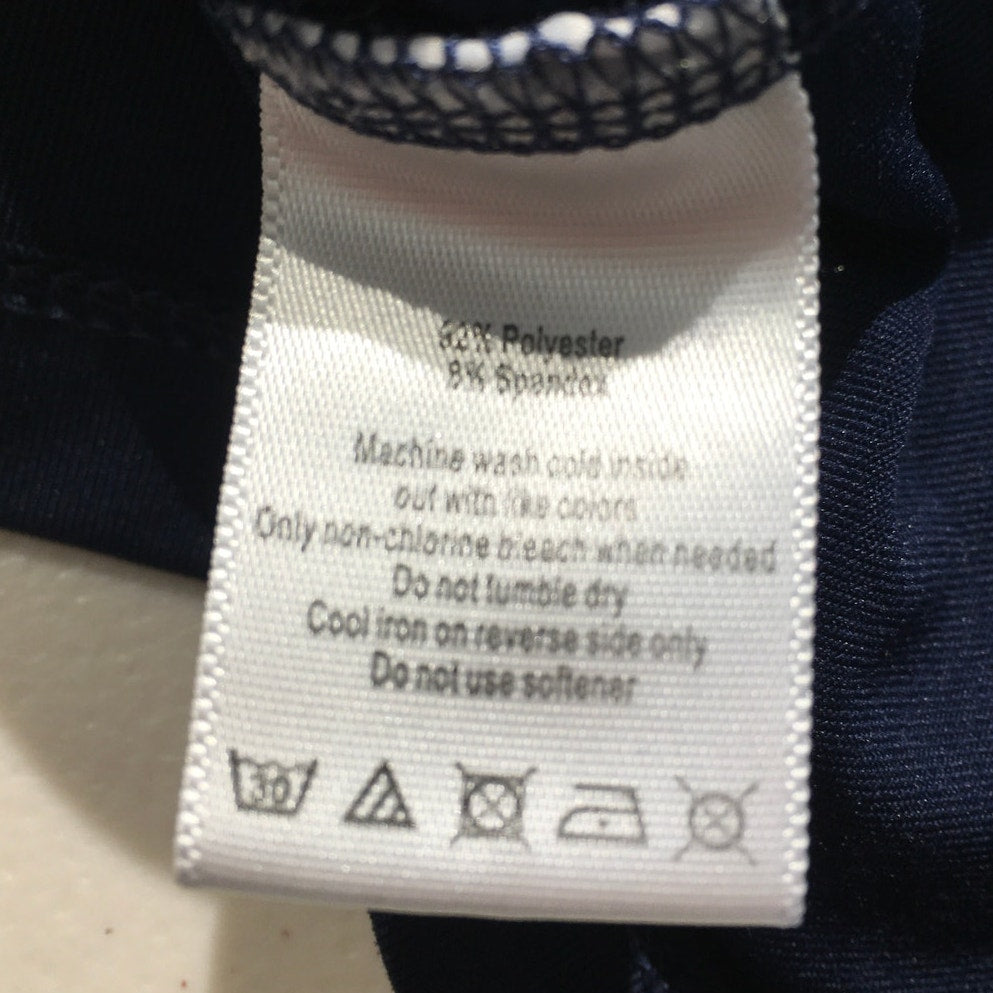 92% Polyester
8% Spandex
Machine wash cold inside
out with like colors
Only non-chlorine bleach when needed
Do not tumble dry
Cool iron on reverse side only
Do not use softener
30